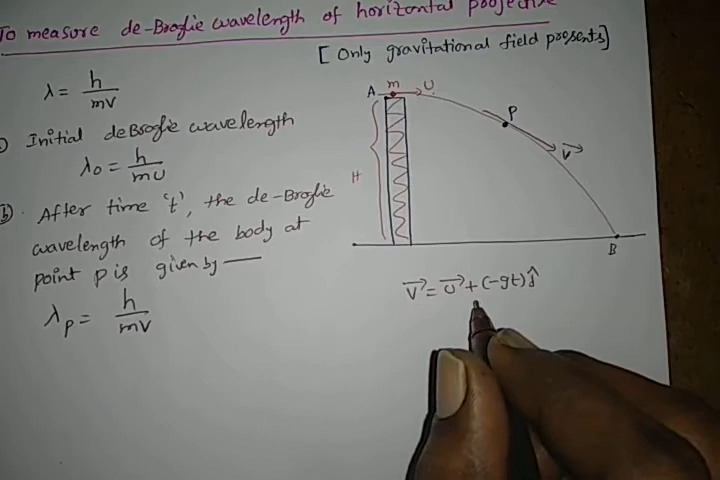 To measure de-Broglie wavelength of horizontal projectile
[Only gravitational field presents]
λ = h/mv
Initial deBroglie wavelength
λ₀ = h/mU
b). After time 't', the de-Broglie
wavelength of the body at
point P is given by —
λp = h/mv
A m U
P
V⃗
H
B
V⃗ = U⃗ + (-gt)ĵ